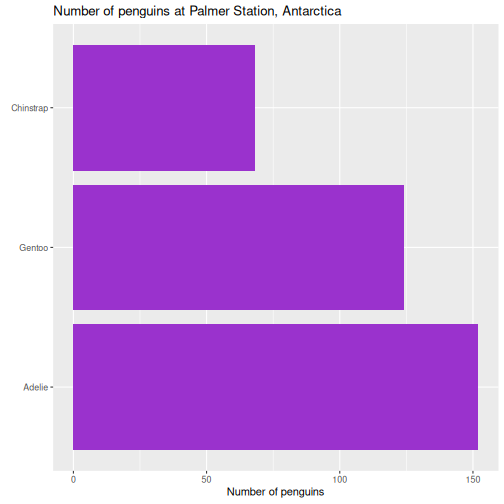 Number of penguins at Palmer Station, Antarctica
Chinstrap
Gentoo
Adelie
0 50 100 150
Number of penguins